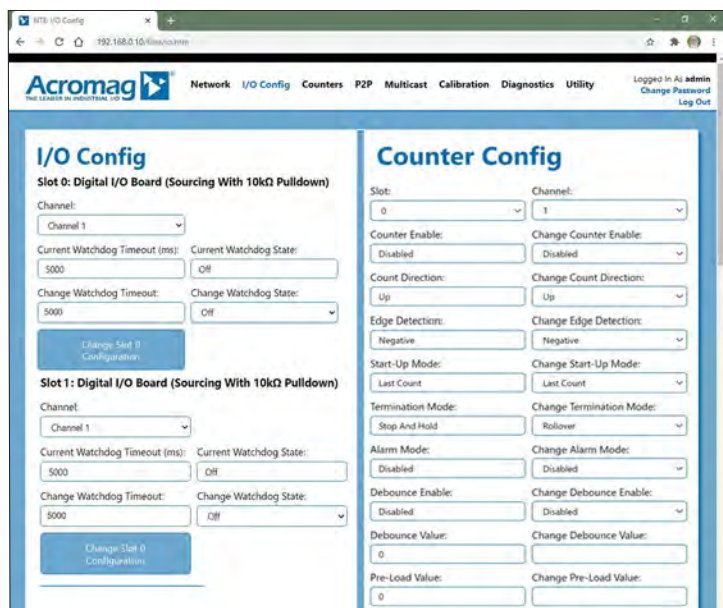 NTE I/O Config
192.168.0.10/
Acromag
THE LEADER IN INDUSTRIAL I/O
Network I/O Config Counters P2P Multicast Calibration Diagnostics Utility
Logged In As admin
Change Password
Log Out
I/O Config
Slot 0: Digital I/O Board (Sourcing With 10kΩ Pulldown)
Channel:
Channel 1
Current Watchdog Timeout (ms): Current Watchdog State:
5000 Off
Change Watchdog Timeout: Change Watchdog State:
5000 Off
Change Slot 0
Configuration
Slot 1: Digital I/O Board (Sourcing With 10kΩ Pulldown)
Channel:
Channel 1
Current Watchdog Timeout (ms): Current Watchdog State:
5000 Off
Change Watchdog Timeout: Change Watchdog State:
5000 Off
Change Slot 0
Configuration
Counter Config
Slot: Channel:
0 1
Counter Enable: Change Counter Enable:
Disabled Disabled
Count Direction: Change Count Direction:
Up Up
Edge Detection: Change Edge Detection:
Negative Negative
Start-Up Mode: Change Start-Up Mode:
Last Count Last Count
Termination Mode: Change Termination Mode:
Stop And Hold Rollover
Alarm Mode: Change Alarm Mode:
Disabled Disabled
Debounce Enable: Change Debounce Enable:
Disabled Disabled
Debounce Value: Change Debounce Value:
0
Pre-Load Value: Change Pre-Load Value:
0